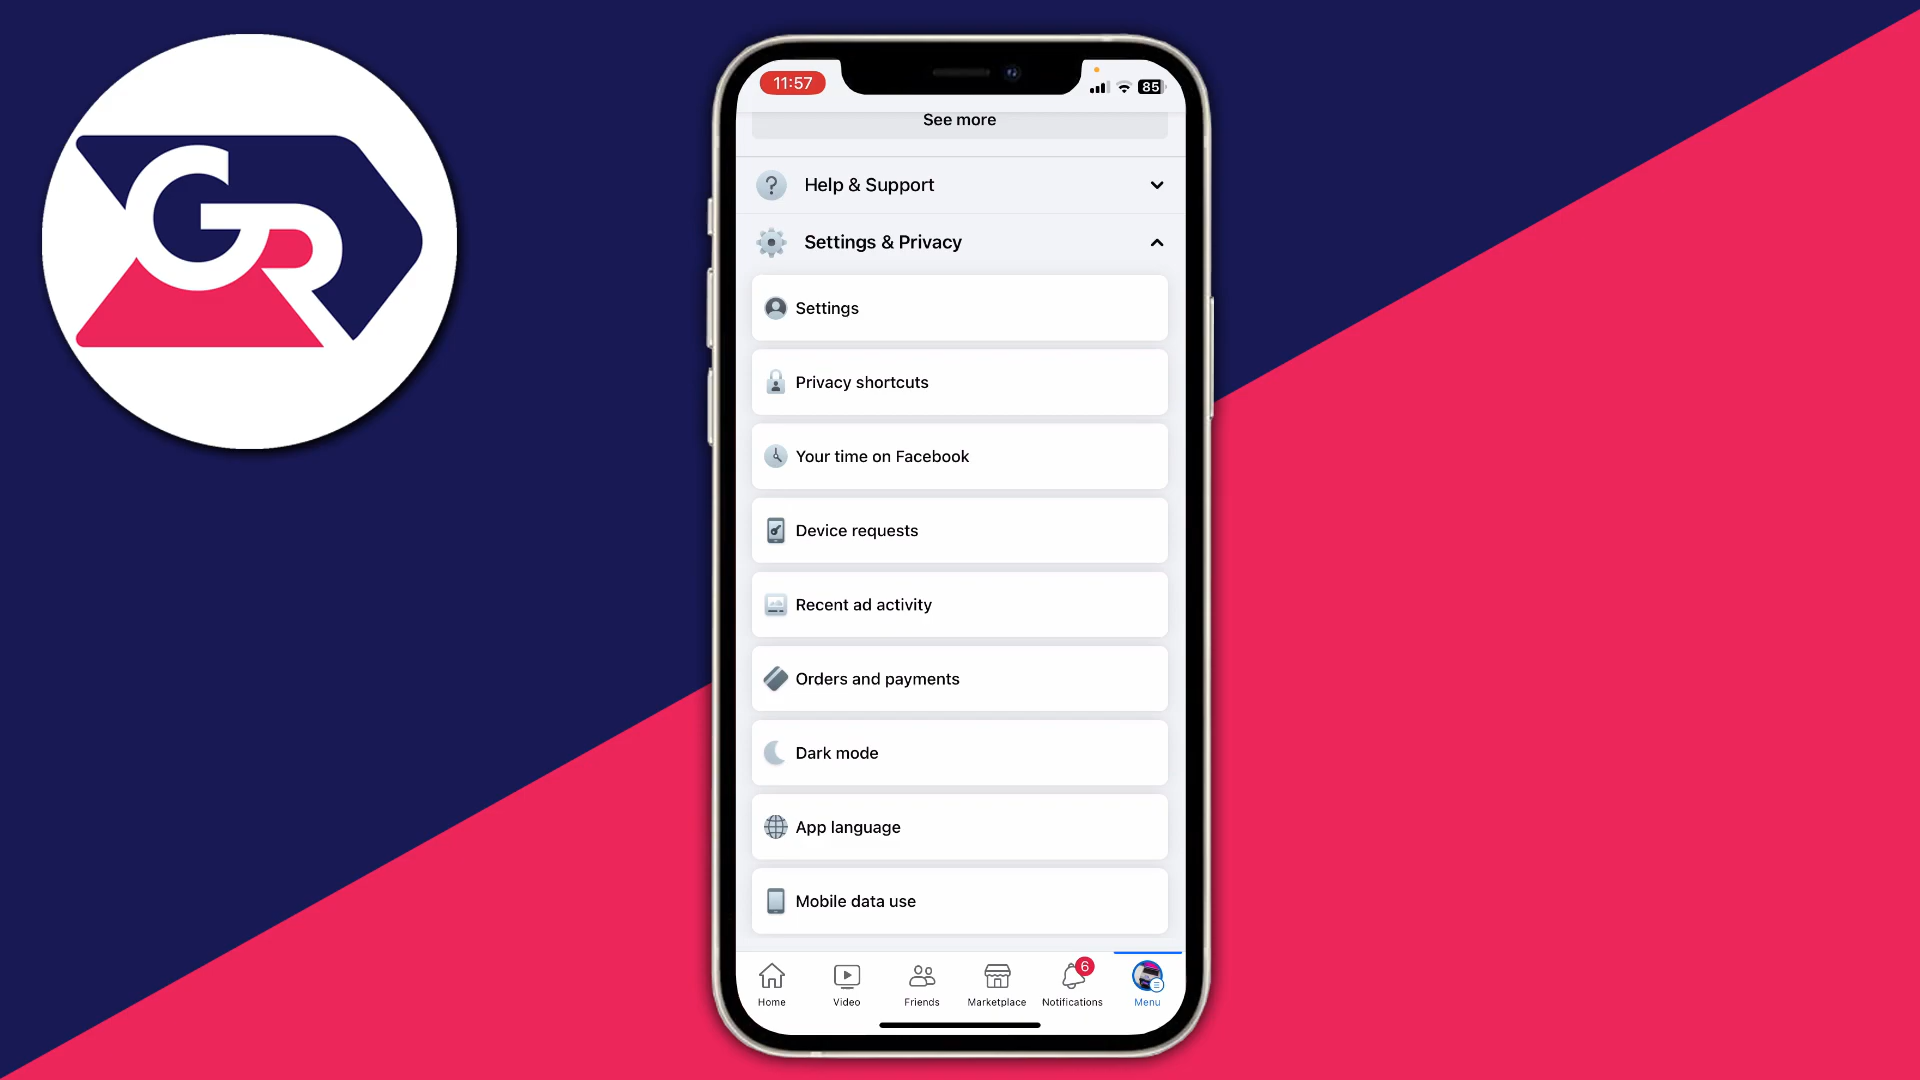 GR
11:57
85
See more
Help & Support
Settings & Privacy
Settings
Privacy shortcuts
Your time on Facebook
Device requests
Recent ad activity
Orders and payments
Dark mode
App language
Mobile data use
6
Home Video Friends Marketplace Notifications Menu